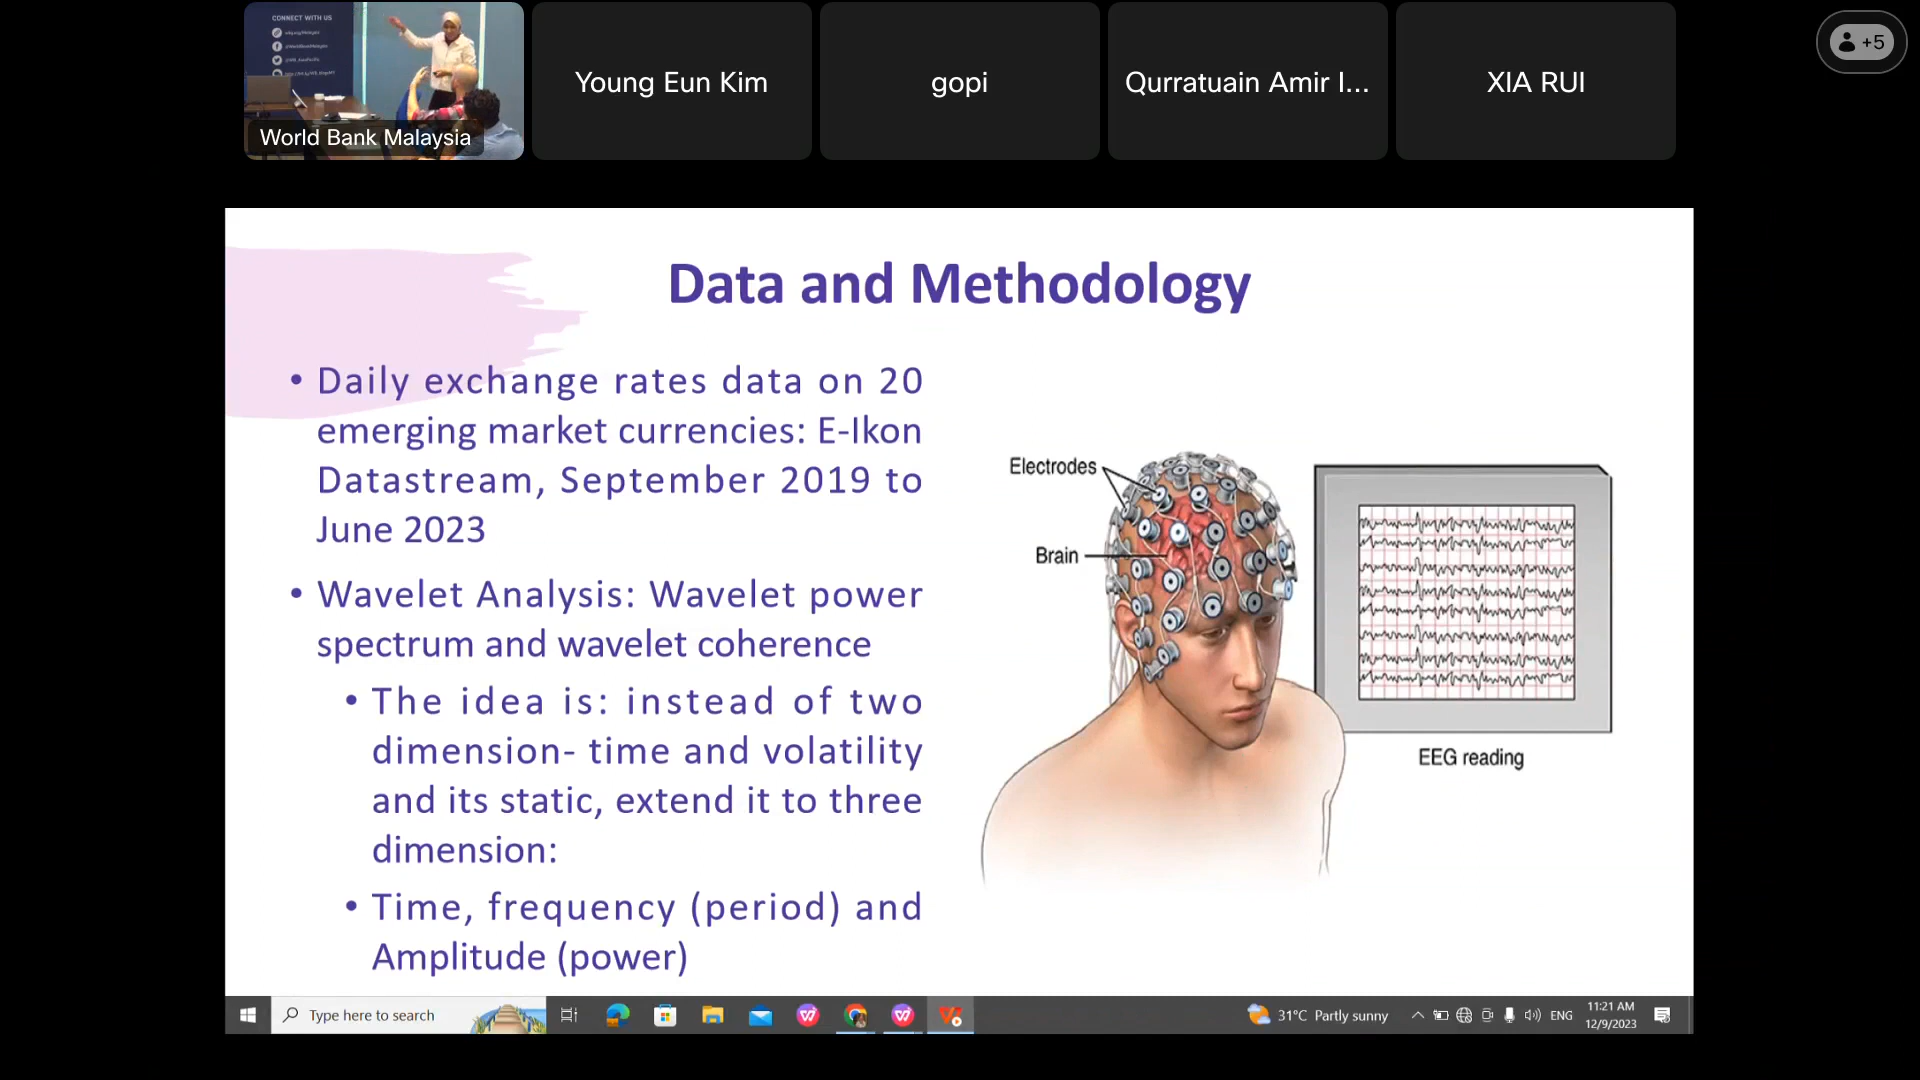 CONNECT WITH US
World Bank Malaysia
Young Eun Kim
gopi
Qurratuain Amir I...
XIA RUI
+5
Data and Methodology
• Daily exchange rates data on 20
emerging market currencies: E-Ikon
Datastream, September 2019 to
June 2023
• Wavelet Analysis: Wavelet power
spectrum and wavelet coherence
• The idea is: instead of two
dimension- time and volatility
and its static, extend it to three
dimension:
• Time, frequency (period) and
Amplitude (power)
Electrodes
Brain
EEG reading
Type here to search
31°C Partly sunny
ENG
11:21 AM
12/9/2023